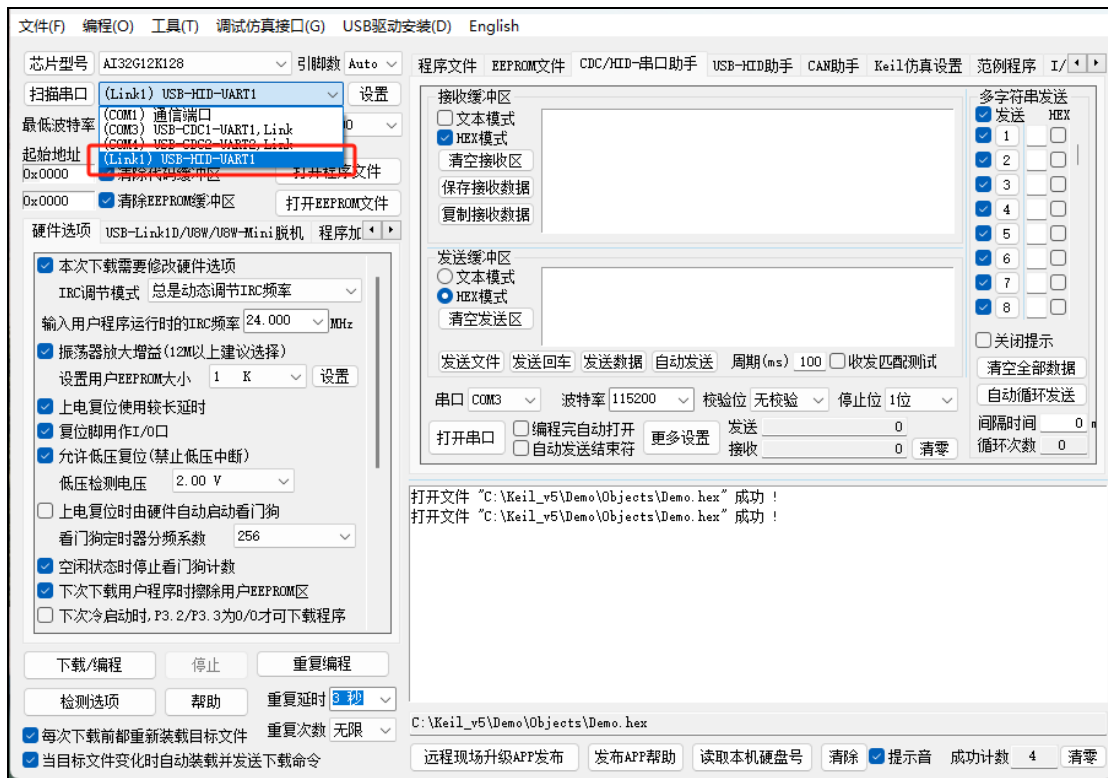 文件(F) 编程(O) 工具(T) 调试仿真接口(G) USB驱动安装(D) English
芯片型号 AI32G12K128 引脚数 Auto
扫描串口 (Link1) USB-HID-UART1 设置
(COM1) 通信端口
(COM3) USB-CDC1-UART1,Link
(COM4) USB-CDC2-UART2,Link
(Link1) USB-HID-UART1
最低波特率
起始地址
0x0000 清除代码缓冲区 打开程序文件
0x0000 清除EEPROM缓冲区 打开EEPROM文件
硬件选项 USB-Link1D/U8W/U8W-Mini脱机 程序加
本次下载需要修改硬件选项
IRC调节模式 总是动态调节IRC频率
输入用户程序运行时的IRC频率 24.000 MHz
振荡器放大增益(12M以上建议选择)
设置用户EEPROM大小 1 K 设置
上电复位使用较长延时
复位脚用作I/O口
允许低压复位(禁止低压中断)
低压检测电压 2.00 V
上电复位时由硬件自动启动看门狗
看门狗定时器分频系数 256
空闲状态时停止看门狗计数
下次下载用户程序时擦除用户EEPROM区
下次冷启动时,P3.2/P3.3为0/0才可下载程序
下载/编程 停止 重复编程
检测选项 帮助 重复延时 3 秒
每次下载前都重新装载目标文件 重复次数 无限
当目标文件变化时自动装载并发送下载命令
程序文件 EEPROM文件 CDC/HID-串口助手 USB-HID助手 CAN助手 Keil仿真设置 范例程序 I/
接收缓冲区
文本模式
HEX模式
清空接收区
保存接收数据
复制接收数据
发送缓冲区
文本模式
HEX模式
清空发送区
发送文件 发送回车 发送数据 自动发送 周期(ms) 100 收发匹配测试
串口 COM3 波特率 115200 校验位 无校验 停止位 1位
打开串口 编程完自动打开 更多设置 发送 0
自动发送结束符 接收 0 清零
多字符串发送
发送 HEX
1
2
3
4
5
6
7
8
关闭提示
清空全部数据
自动循环发送
间隔时间 0
循环次数 0
打开文件 "C:\Keil_v5\Demo\Objects\Demo.hex" 成功 !
打开文件 "C:\Keil_v5\Demo\Objects\Demo.hex" 成功 !
C:\Keil_v5\Demo\Objects\Demo.hex
远程现场升级APP发布 发布APP帮助 读取本机硬盘号 清除 提示音 成功计数 4 清零